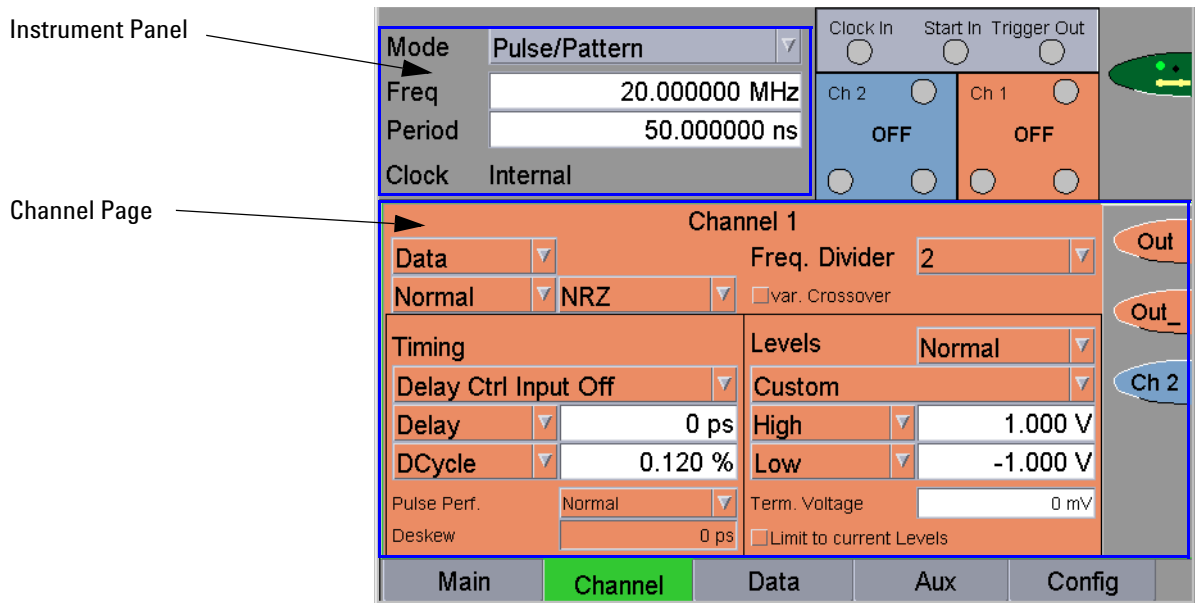 Instrument Panel
Mode Pulse/Pattern
Freq 20.000000 MHz
Period 50.000000 ns
Clock Internal
Clock In Start In Trigger Out
Ch 2 Ch 1
OFF OFF
Channel Page
Channel 1
Data Freq. Divider 2
Normal NRZ var. Crossover
Timing
Delay Ctrl Input Off
Delay 0 ps
DCycle 0.120 %
Pulse Perf. Normal
Deskew 0 ps
Levels Normal
Custom
High 1.000 V
Low -1.000 V
Term. Voltage 0 mV
Limit to current Levels
Out
Out_
Ch 2
Main Channel Data Aux Config